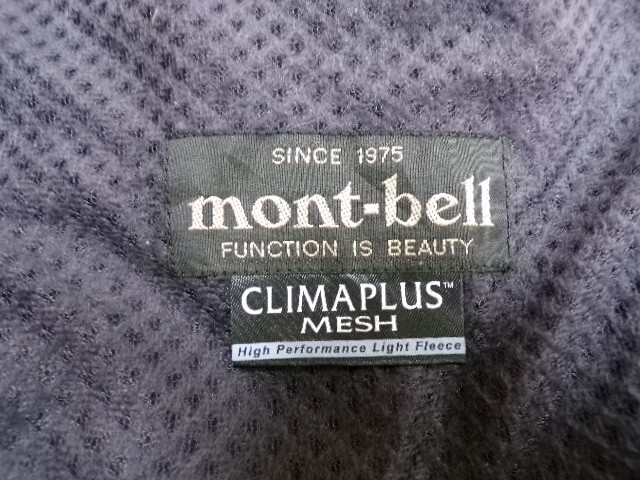 SINCE 1975
mont-bell
FUNCTION IS BEAUTY
CLIMAPLUS™
MESH
High Performance Light Fleece